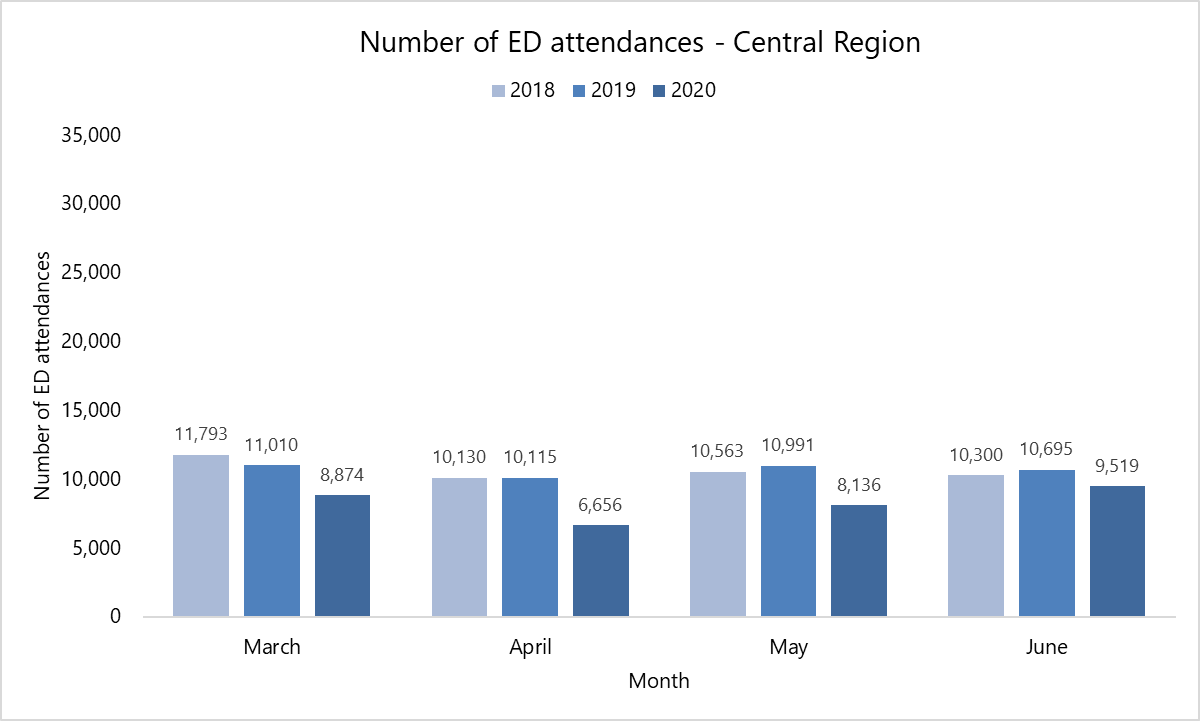 Number of ED attendances - Central Region
2018 2019 2020
35,000
30,000
25,000
20,000
15,000
10,000
5,000
0
Number of ED attendances
11,793 11,010 8,874
10,130 10,115 6,656
10,563 10,991 8,136
10,300 10,695 9,519
March April May June
Month